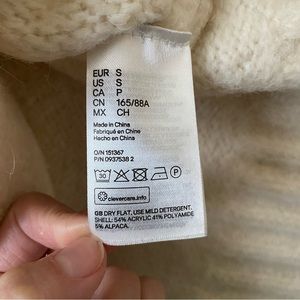 EUR S
US S
CA P
CN 165/88A
MX CH
Made in China
Fabriqué en Chine
Hecho en China
O/N 151367
P/N 0937538 2
30 P
clevercare.info
GB DRY FLAT, USE MILD DETERGENT.
SHELL: 54% ACRYLIC 41% POLYAMIDE
5% ALPACA.